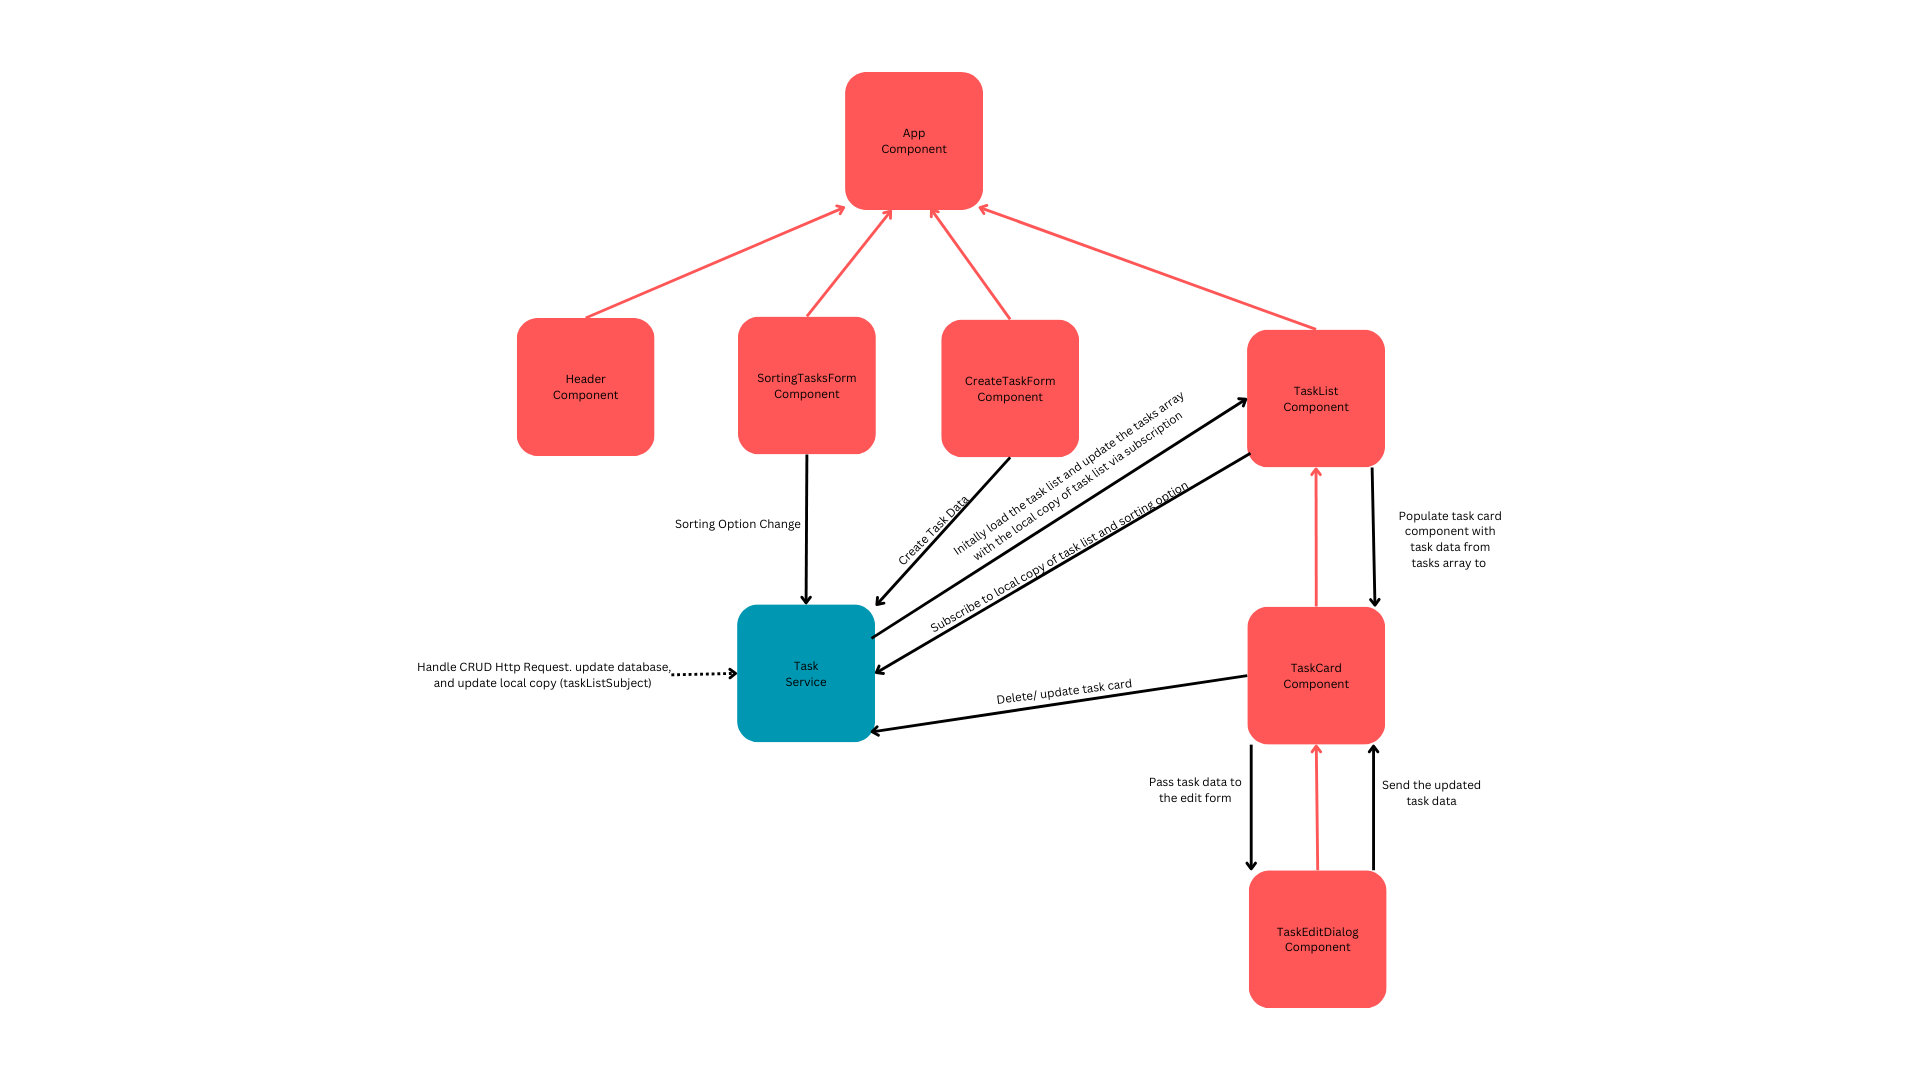 App
Component
Header
Component
SortingTasksForm
Component
CreateTaskForm
Component
TaskList
Component
Initally load the task list and update the tasks array
with the local copy of task list via subscription
Subscribe to local copy of task list and sorting option
Create Task Data
Sorting Option Change
Populate task card
component with
task data from
tasks array to
Handle CRUD Http Request. update database,
and update local copy (taskListSubject)
Task
Service
TaskCard
Component
Delete/ update task card
Pass task data to
the edit form
Send the updated
task data
TaskEditDialog
Component